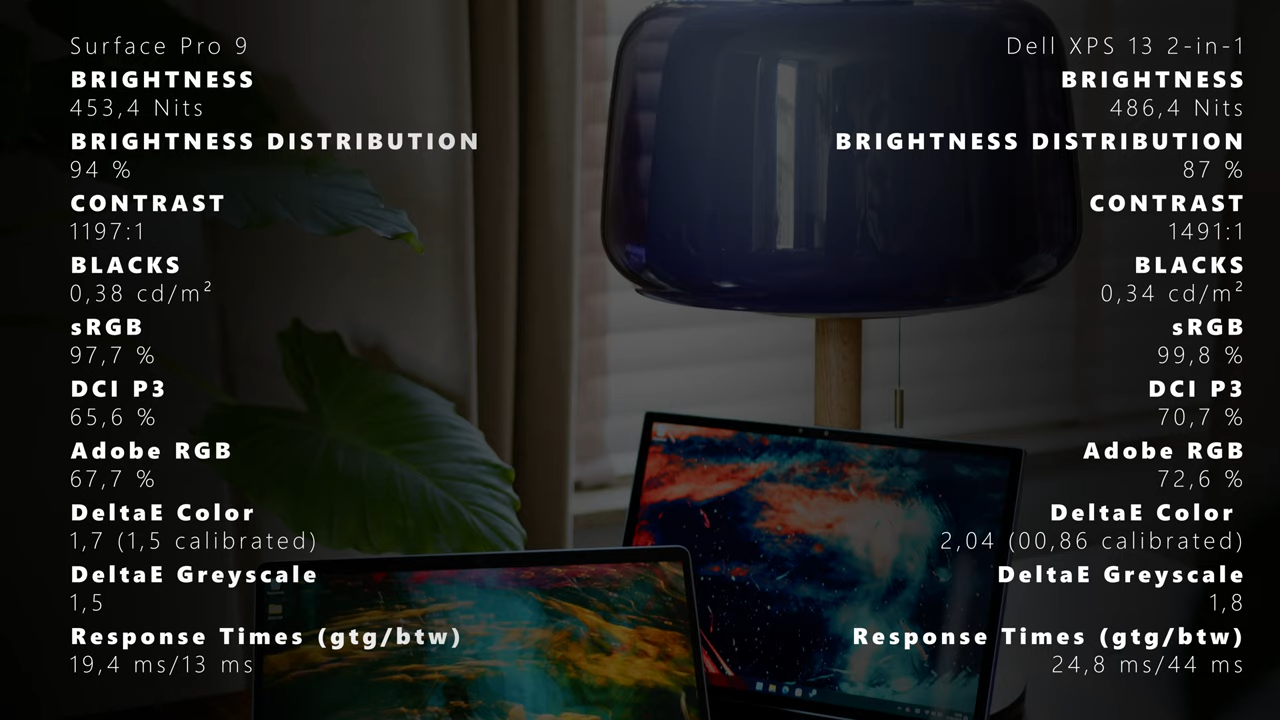 Surface Pro 9
BRIGHTNESS
453,4 Nits
BRIGHTNESS DISTRIBUTION
94 %
CONTRAST
1197:1
BLACKS
0,38 cd/m²
sRGB
97,7 %
DCI P3
65,6 %
Adobe RGB
67,7 %
DeltaE Color
1,7 (1,5 calibrated)
DeltaE Greyscale
1,5
Response Times (gtg/btw)
19,4 ms/13 ms
Dell XPS 13 2-in-1
BRIGHTNESS
486,4 Nits
BRIGHTNESS DISTRIBUTION
87 %
CONTRAST
1491:1
BLACKS
0,34 cd/m²
sRGB
99,8 %
DCI P3
70,7 %
Adobe RGB
72,6 %
DeltaE Color
2,04 (00,86 calibrated)
DeltaE Greyscale
1,8
Response Times (gtg/btw)
24,8 ms/44 ms